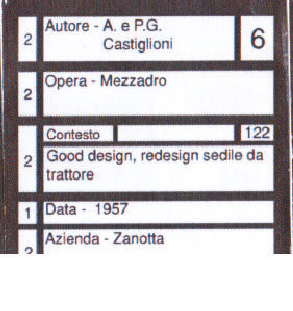 2 Autore - A. e P.G. 6
Castiglioni
2 Opera - Mezzadro
Contesto 122
2 Good design, redesign sedile da
trattore
1 Data - 1957
2 Azienda - Zanotta